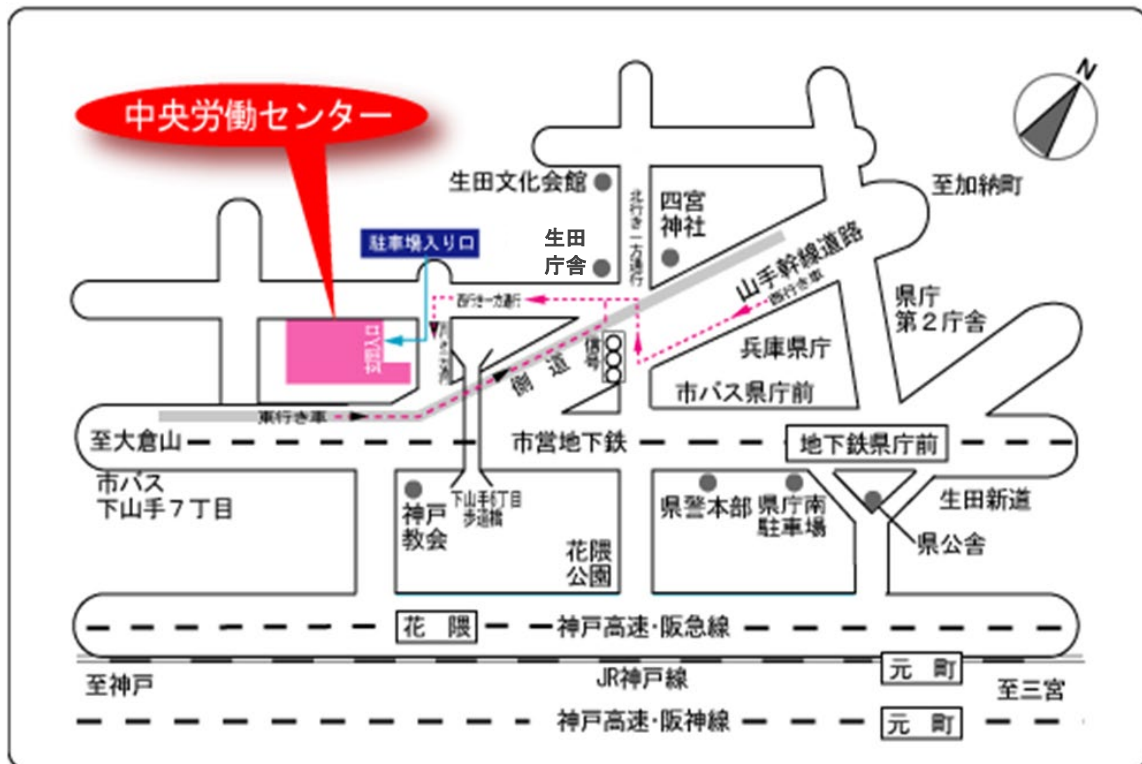 N
中央労働センター
生田文化会館
四宮
神社
北行き一方通行
至加納町
駐車場入り口
生田
庁舎
山手幹線道路
西行き車
西行き一方通行
県庁
第２庁舎
信号
兵庫県庁
側道
市バス県庁前
東行き車
至大倉山
市営地下鉄
地下鉄県庁前
市バス
下山手７丁目
神戸
教会
下山手6丁目
歩道橋
花隈
公園
県警本部
県庁南
駐車場
生田新道
県公舎
花隈
神戸高速・阪急線
至神戸
JR神戸線
元町
至三宮
神戸高速・阪神線
元町